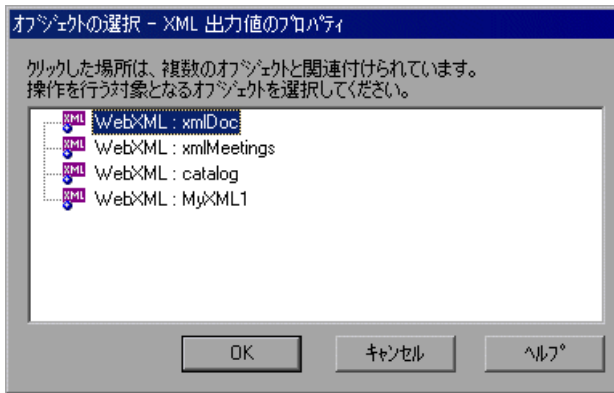 オブジェクトの選択 - XML 出力値のプロパティ
クリックした場所は、複数のオブジェクトと関連付けられています。
操作を行う対象となるオブジェクトを選択してください。
XML WebXML : xmlDoc
XML WebXML : xmlMeetings
XML WebXML : catalog
XML WebXML : MyXML1
OK キャンセル ヘルプ